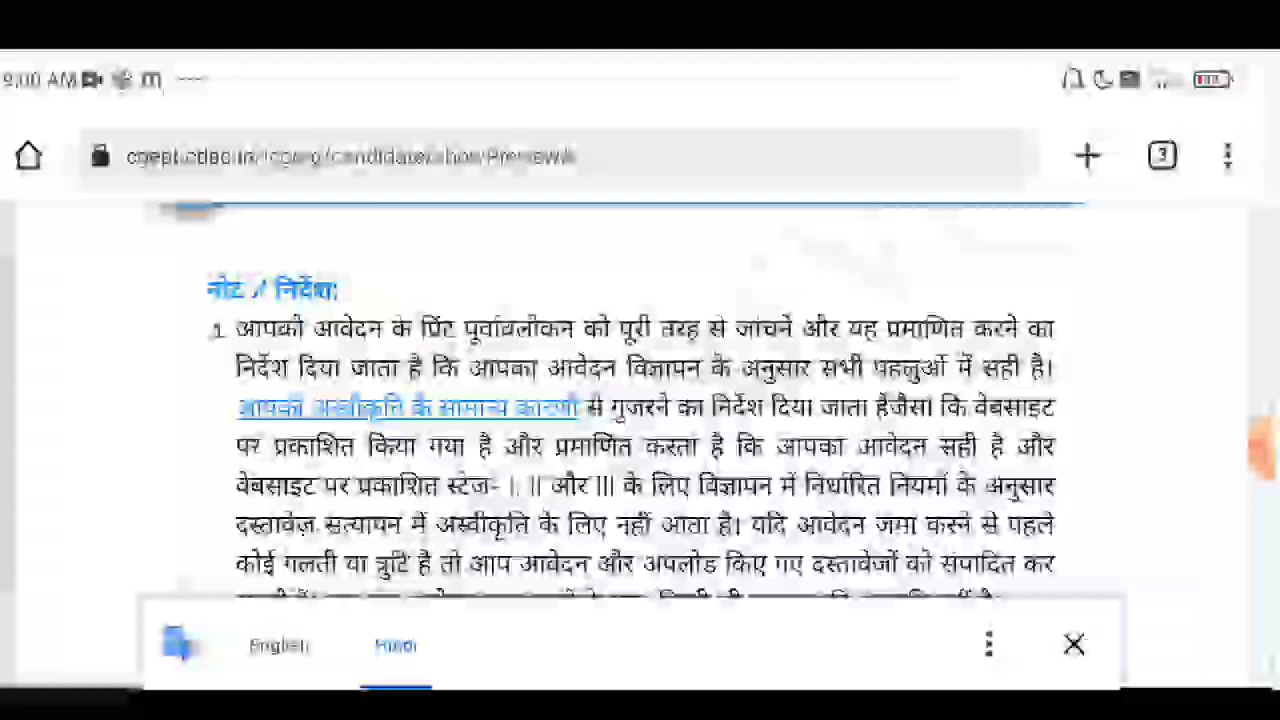 9:00 AM
3
नोट / निर्देश:
1. आपको आवेदन के प्रिंट पूर्वावलोकन को पूरी तरह से जांचने और यह प्रमाणित करने का
निर्देश दिया जाता है कि आपका आवेदन विज्ञापन के अनुसार सभी पहलुओं में सही है।
आपको अस्वीकृति के सामान्य कारणों से गुजरने का निर्देश दिया जाता हैजैसा कि वेबसाइट
पर प्रकाशित किया गया है और प्रमाणित करता है कि आपका आवेदन सही है और
वेबसाइट पर प्रकाशित स्टेज- I, II और III के लिए विज्ञापन में निर्धारित नियमों के अनुसार
दस्तावेज़ सत्यापन में अस्वीकृति के लिए नहीं आता है। यदि आवेदन जमा करने से पहले
कोई गलती या त्रुटि है तो आप आवेदन और अपलोड किए गए दस्तावेजों को संपादित कर
English Hindi